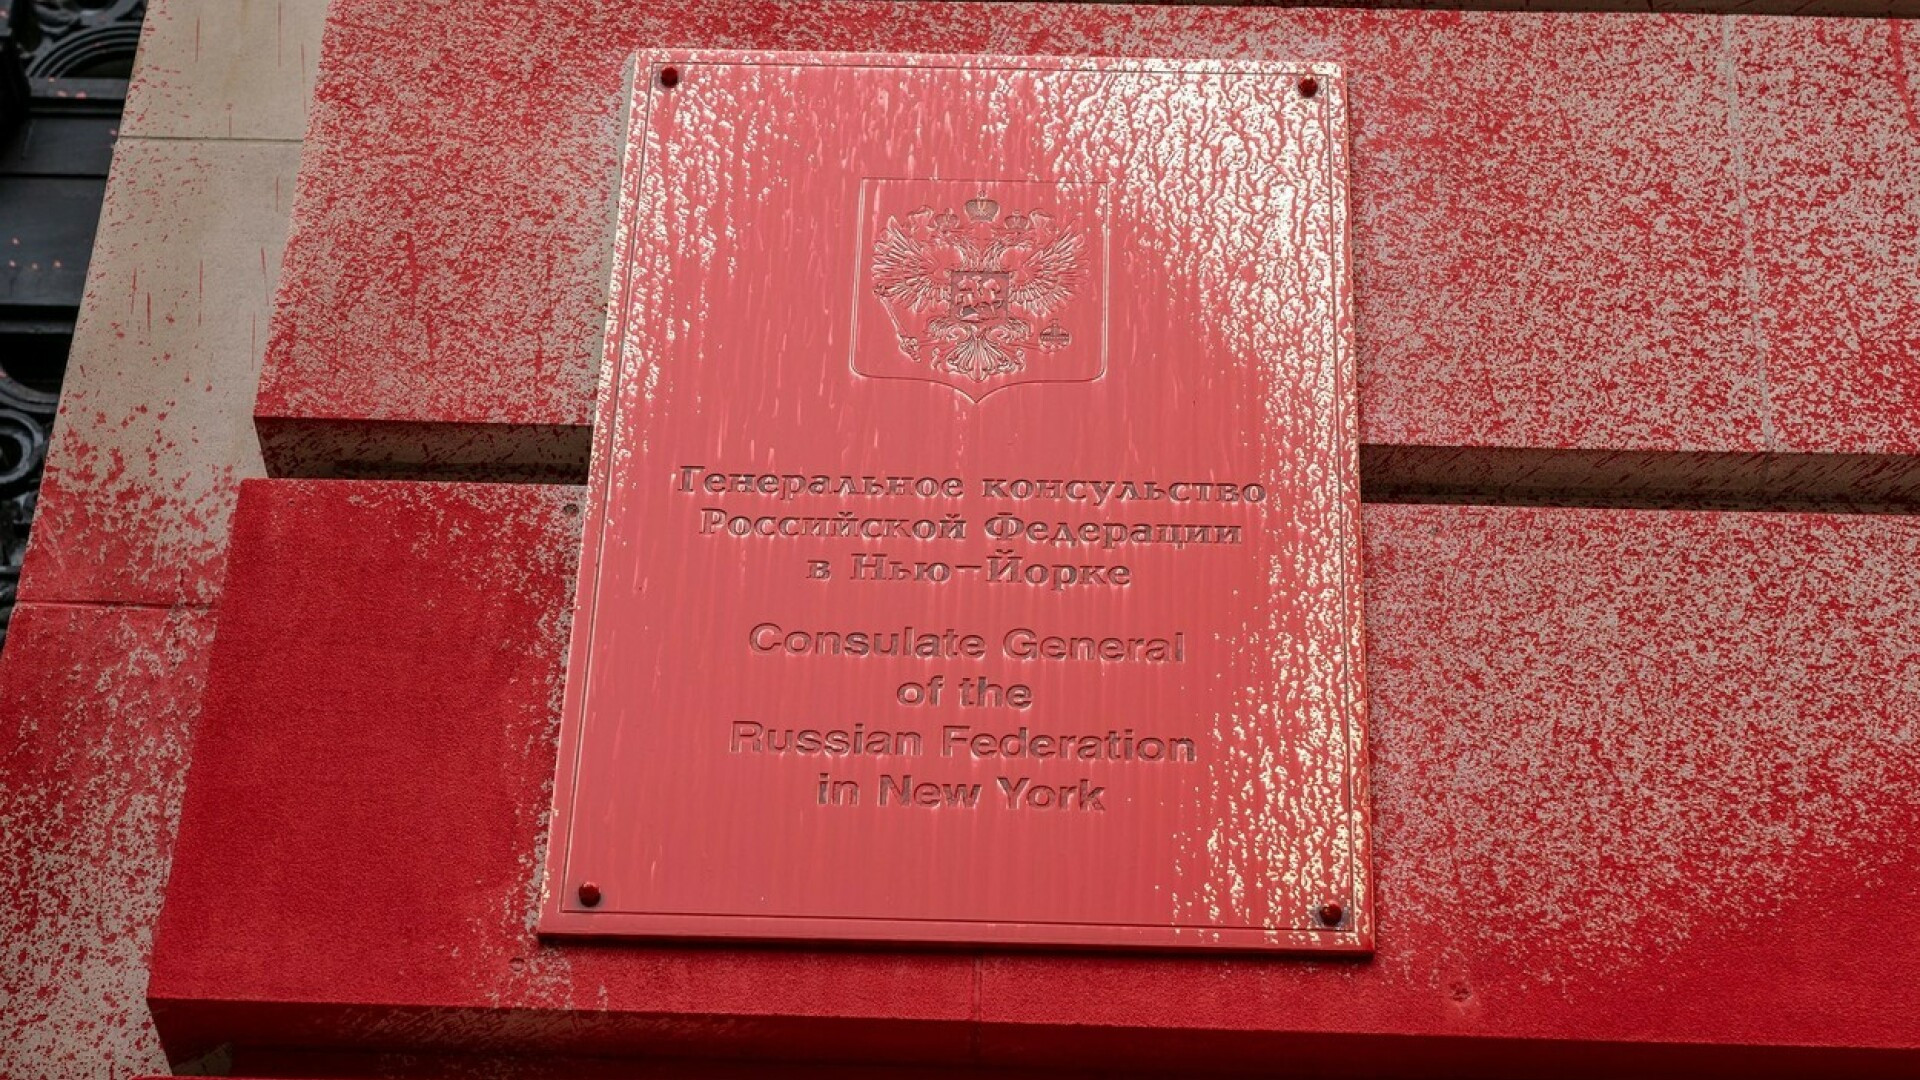 Генеральное консульство
Российской Федерации
в Нью-Йорке
Consulate General
of the
Russian Federation
in New York